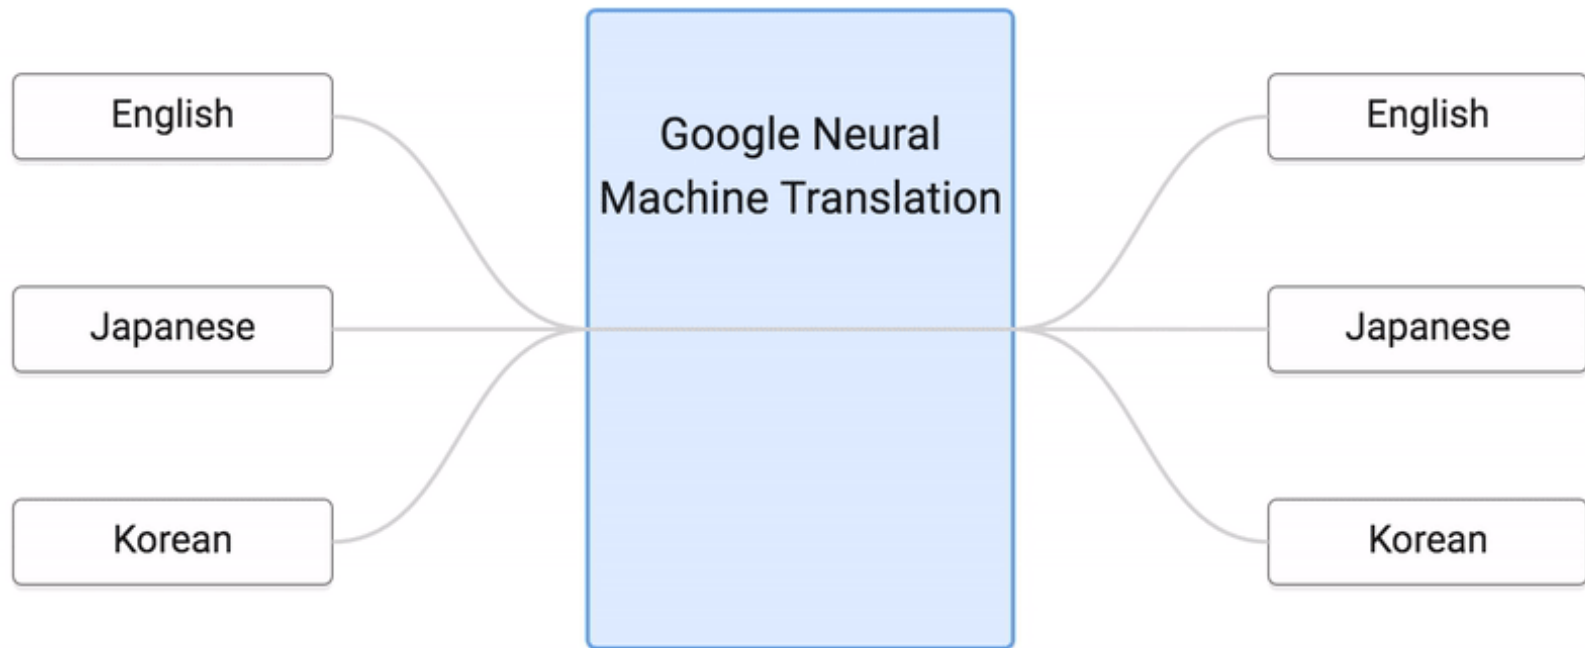 English
Japanese
Korean
Google Neural
Machine Translation
English
Japanese
Korean